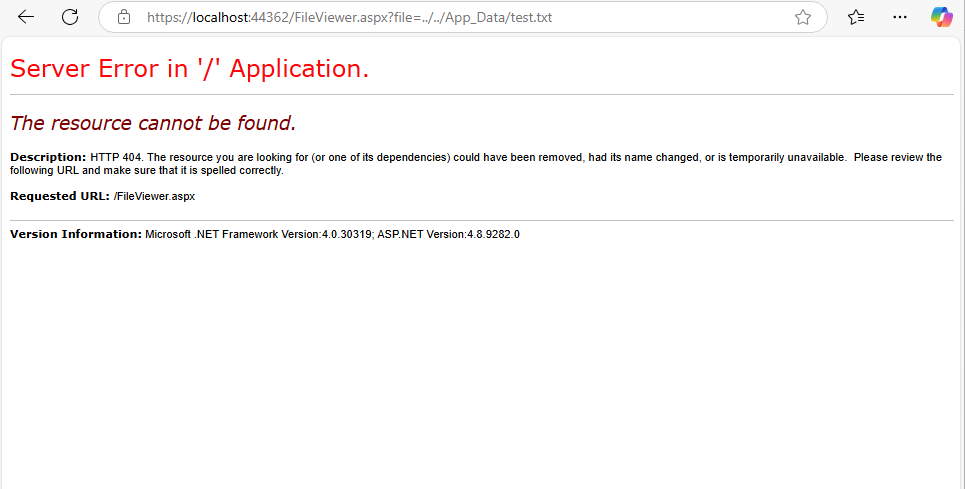 https://localhost:44362/FileViewer.aspx?file=../../App_Data/test.txt
Server Error in '/' Application.
The resource cannot be found.
Description: HTTP 404. The resource you are looking for (or one of its dependencies) could have been removed, had its name changed, or is temporarily unavailable.  Please review the
following URL and make sure that it is spelled correctly.
Requested URL: /FileViewer.aspx
Version Information: Microsoft .NET Framework Version:4.0.30319; ASP.NET Version:4.8.9282.0